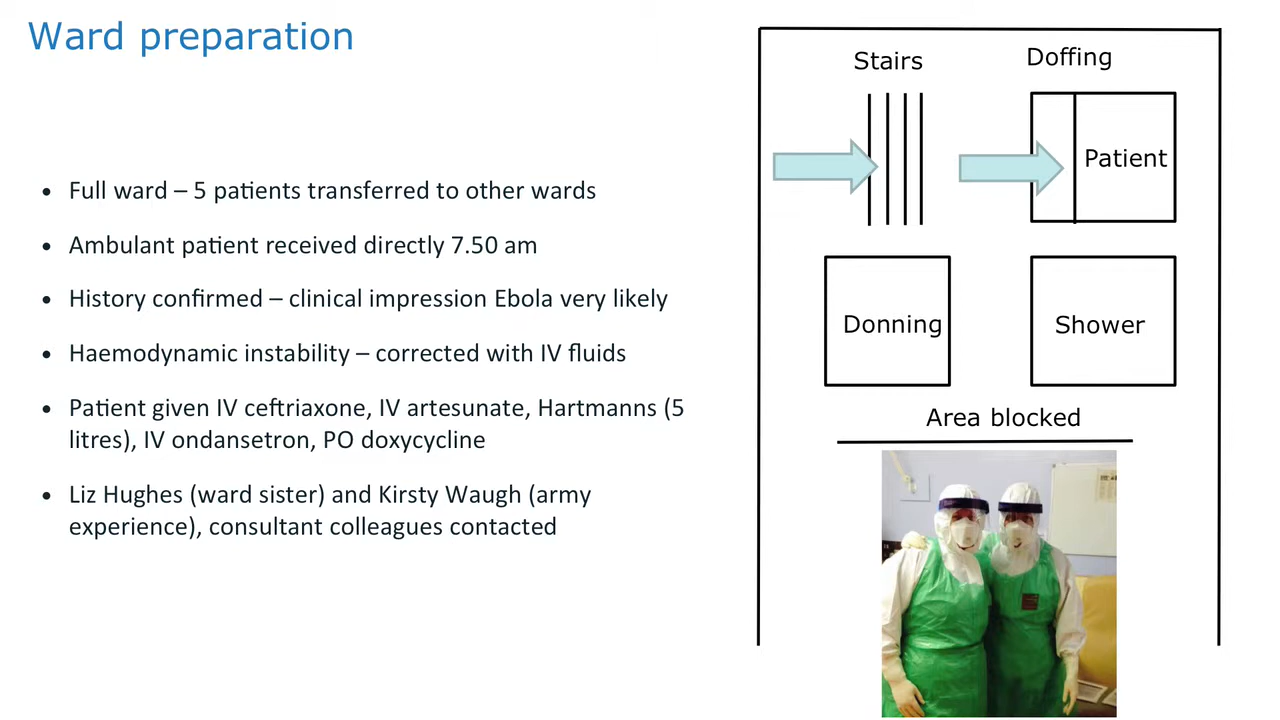 Ward preparation
• Full ward – 5 patients transferred to other wards
• Ambulant patient received directly 7.50 am
• History confirmed – clinical impression Ebola very likely
• Haemodynamic instability – corrected with IV fluids
• Patient given IV ceftriaxone, IV artesunate, Hartmanns (5
litres), IV ondansetron, PO doxycycline
• Liz Hughes (ward sister) and Kirsty Waugh (army
experience), consultant colleagues contacted
Stairs
Doffing
Patient
Donning
Shower
Area blocked